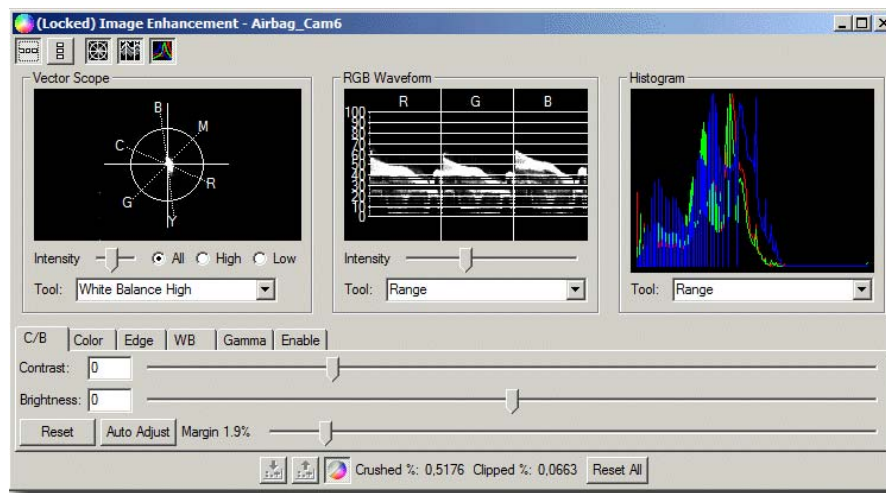 (Locked) Image Enhancement - Airbag_Cam6
Vector Scope
B
M
C
R
G
Y
Intensity All High Low
Tool: White Balance High
RGB Waveform
R G B
100
90
80
70
60
50
40
30
20
10
0
Intensity
Tool: Range
Histogram
Tool: Range
C/B Color Edge WB Gamma Enable
Contrast: 0
Brightness: 0
Reset Auto Adjust Margin 1.9%
Crushed %: 0,5176 Clipped %: 0,0663 Reset All